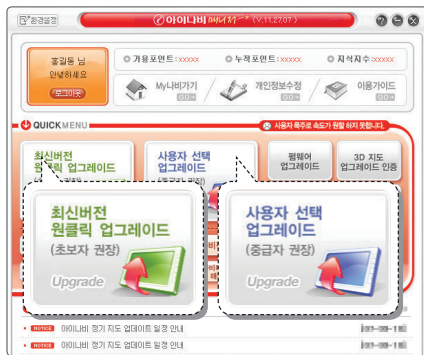 환경설정
아이나비 매니저 (V.11.27.07)
홍길동 님
안녕하세요
로그아웃
가용포인트:xxxxx
누적포인트:xxxxx
지식지수:xxxxx
My나비가기
GO
개인정보수정
GO
이용가이드
GO
QUICKMENU
사용자 폭주로 속도가 원할 하지 못합니다.
최신버전
원클릭 업그레이드
사용자 선택
업그레이드
펌웨어
업그레이드
3D 지도
업그레이드 인증
최신버전
원클릭 업그레이드
(초보자 권장)
Upgrade
사용자 선택
업그레이드
(중급자 권장)
Upgrade
NOTICE 아이나비 정기 지도 업데이트 일정 안내
NOTICE 아이나비 정기 지도 업데이트 일정 안내